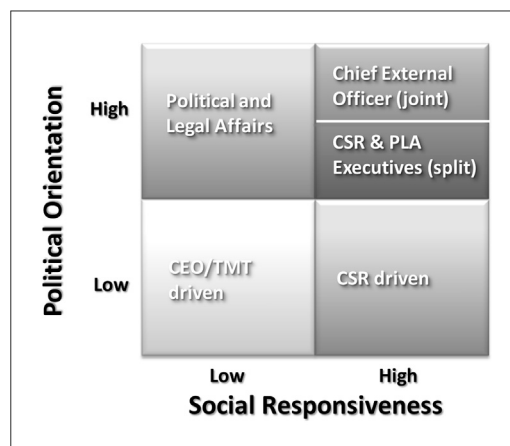 Political Orientation
High
Political and
Legal Affairs
Chief External
Officer (joint)
CSR & PLA
Executives (split)
Low
CEO/TMT
driven
CSR driven
Low
High
Social Responsiveness